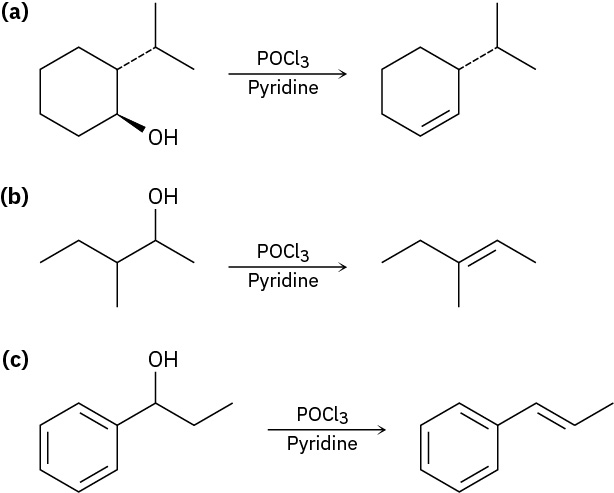 (a)
POCl3
Pyridine
OH
(b)
OH
POCl3
Pyridine
(c)
OH
POCl3
Pyridine